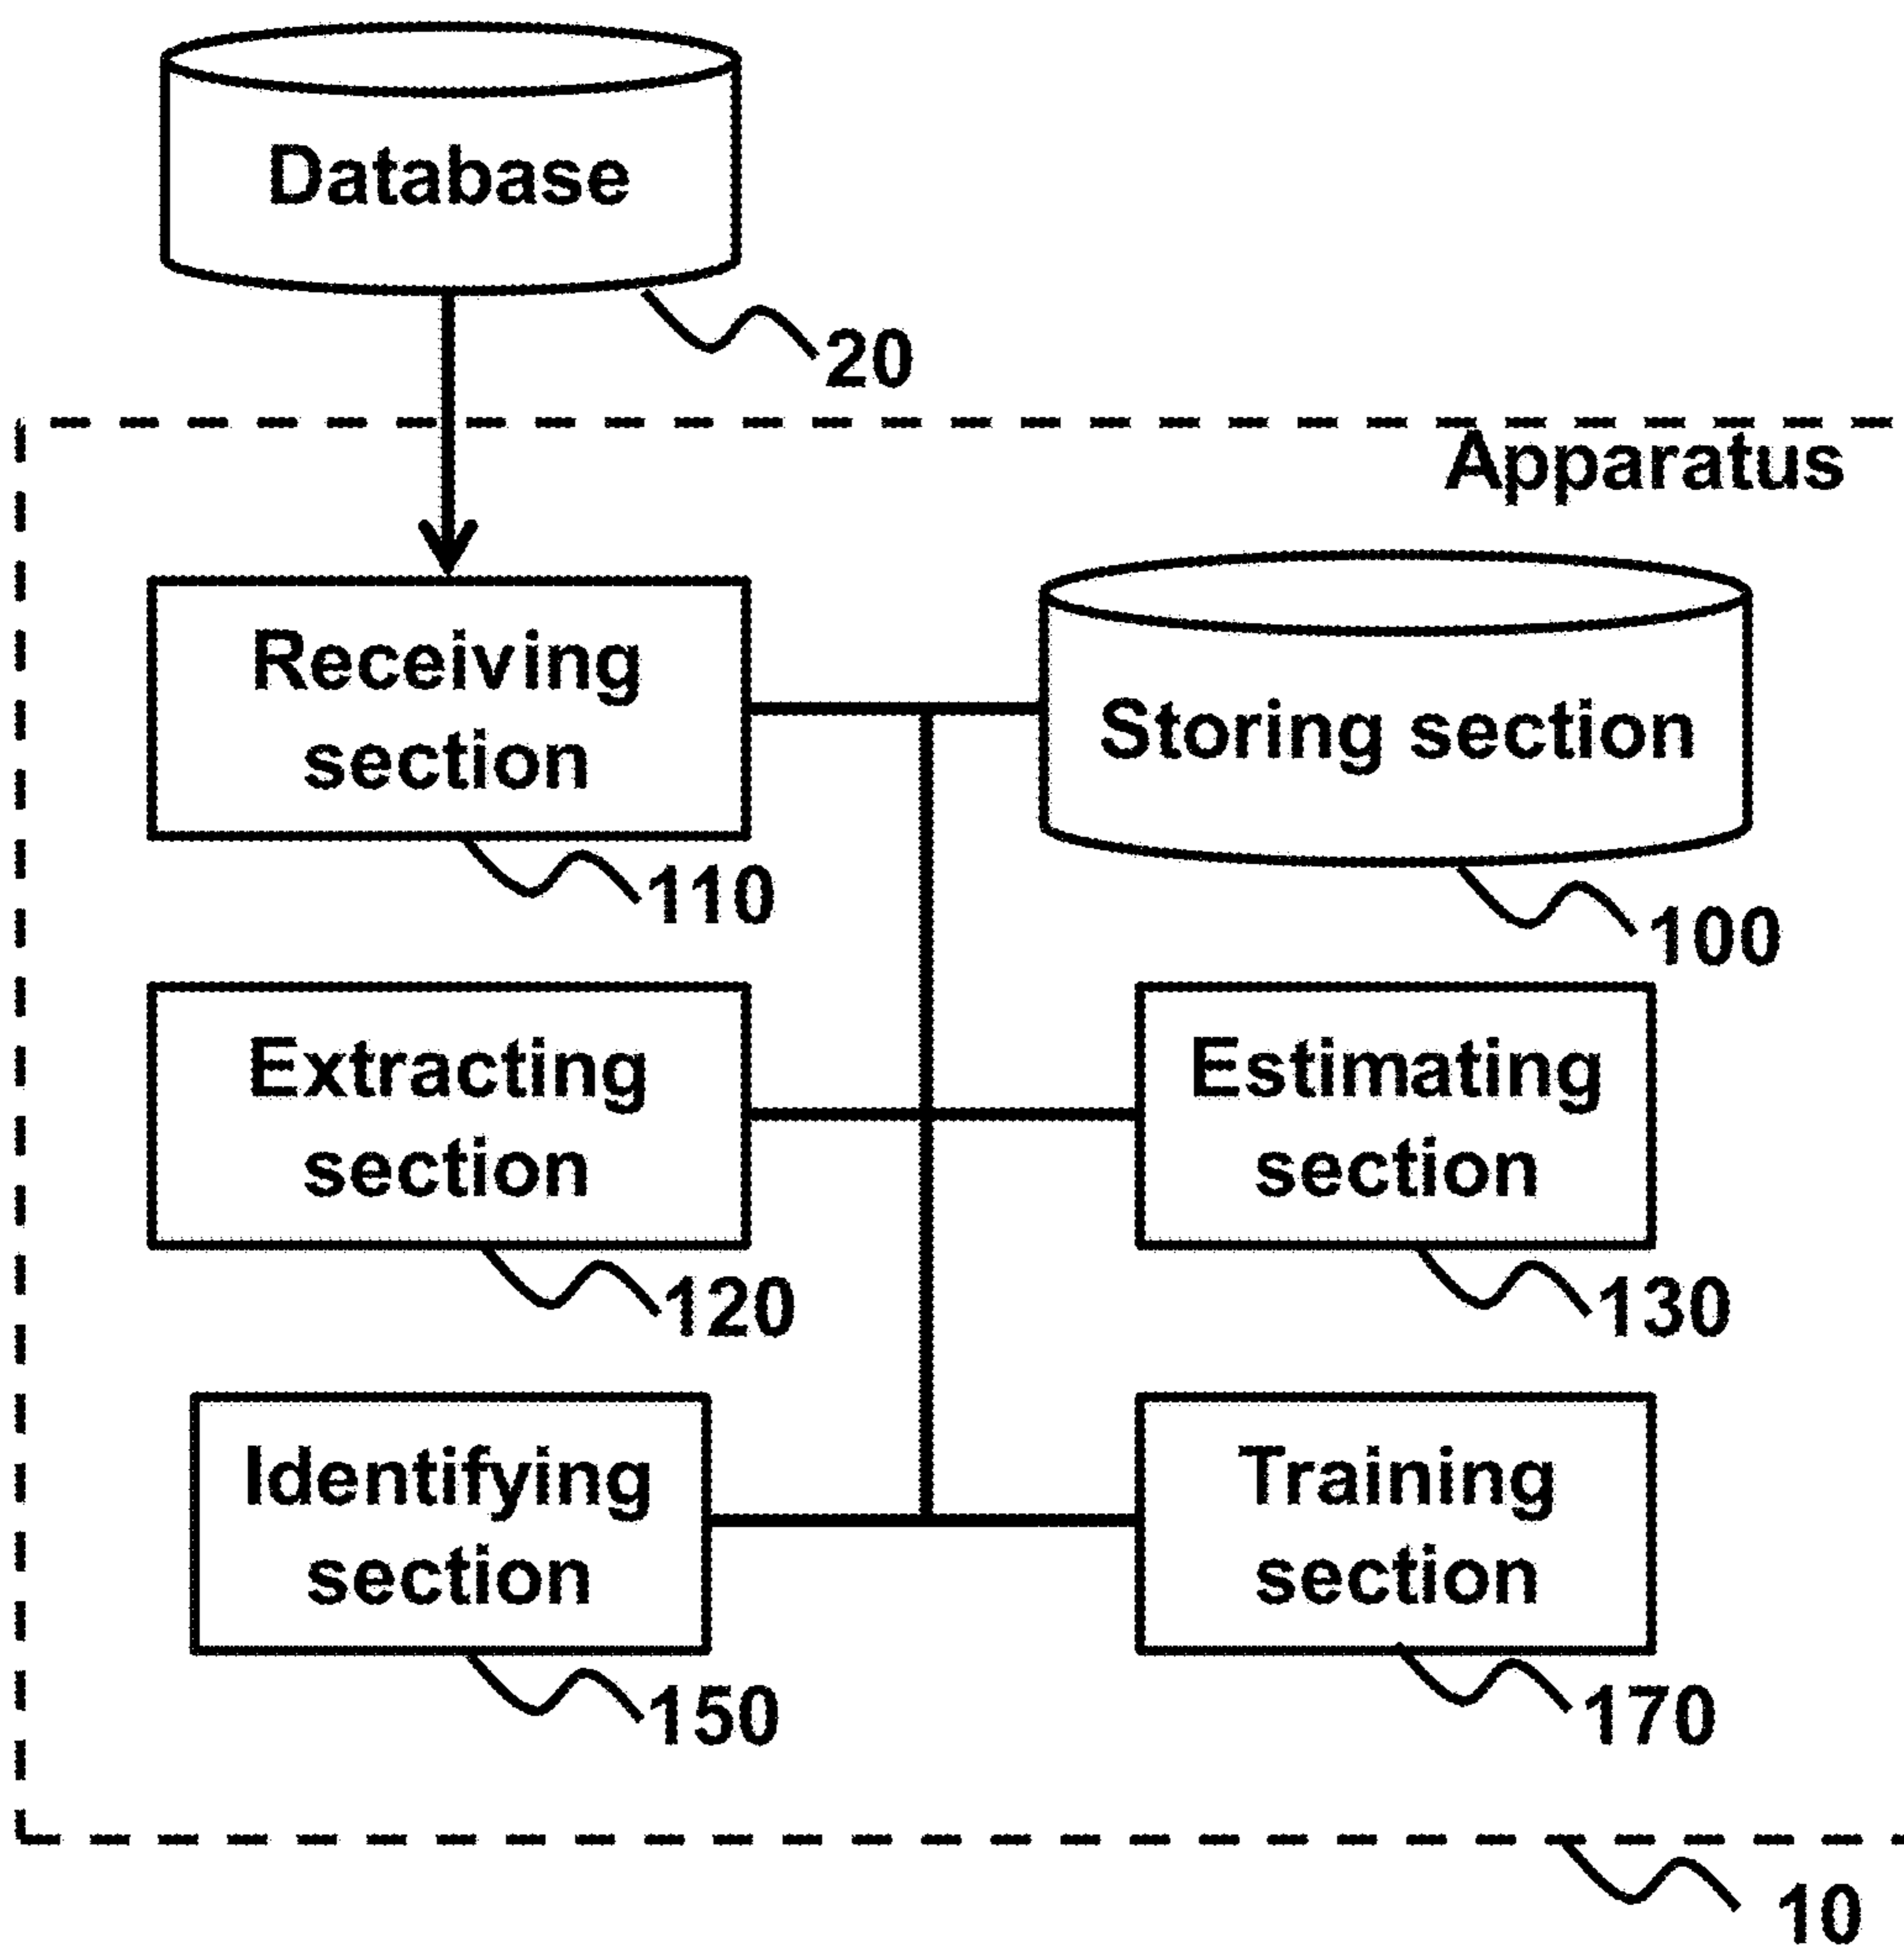 Database
20
Apparatus
Receiving
section
110
Storing section
100
Extracting
section
120
Estimating
section
130
Identifying
section
150
Training
section
170
10